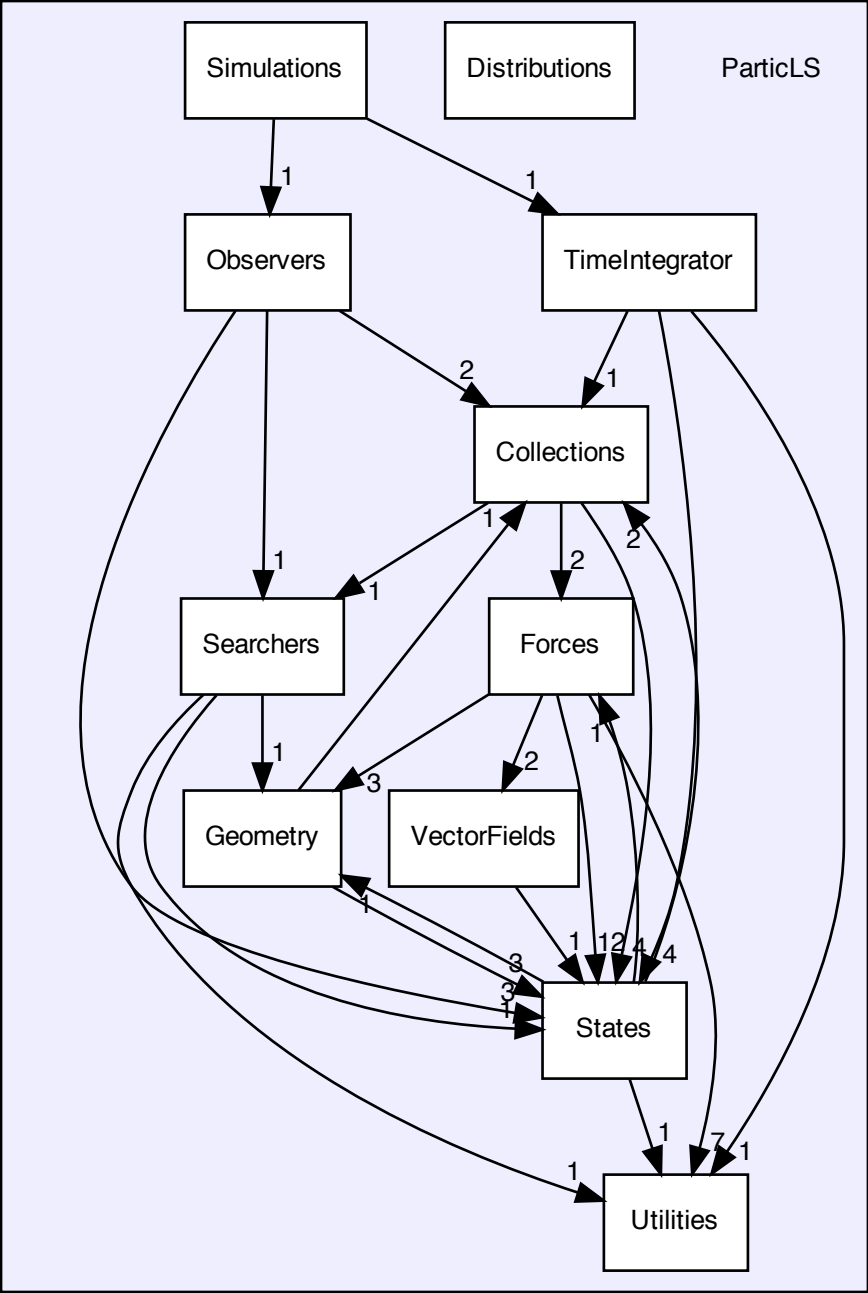 Simulations
Distributions
ParticLS
1
1
Observers
TimeIntegrator
2
1
Collections
1
2
1
1
2
Searchers
Forces
1
1
3
2
Geometry
VectorFields
1
3
3
1
1
12
4
4
States
1
7
1
1
Utilities